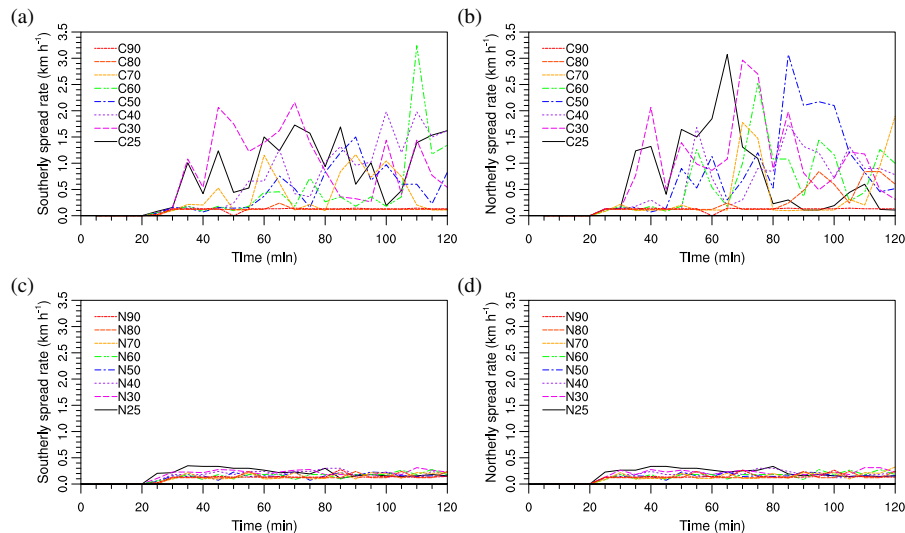 (a)
Southerly spread rate (km h⁻¹)
0.0 0.5 1.0 1.5 2.0 2.5 3.0 3.5
C90
C80
C70
C60
C50
C40
C30
C25
0 20 40 60 80 100 120
Time (min)
(b)
Northerly spread rate (km h⁻¹)
0.0 0.5 1.0 1.5 2.0 2.5 3.0 3.5
C90
C80
C70
C60
C50
C40
C30
C25
0 20 40 60 80 100 120
Time (min)
(c)
Southerly spread rate (km h⁻¹)
0.0 0.5 1.0 1.5 2.0 2.5 3.0 3.5
N90
N80
N70
N60
N50
N40
N30
N25
0 20 40 60 80 100 120
Time (min)
(d)
Northerly spread rate (km h⁻¹)
0.0 0.5 1.0 1.5 2.0 2.5 3.0 3.5
N90
N80
N70
N60
N50
N40
N30
N25
0 20 40 60 80 100 120
Time (min)